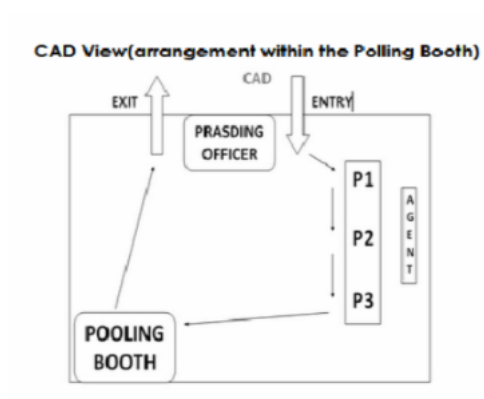 CAD View(arrangement within the Polling Booth)
CAD
EXIT
ENTRY
PRASDING
OFFICER
P1
P2
P3
A
G
E
N
T
POOLING
BOOTH